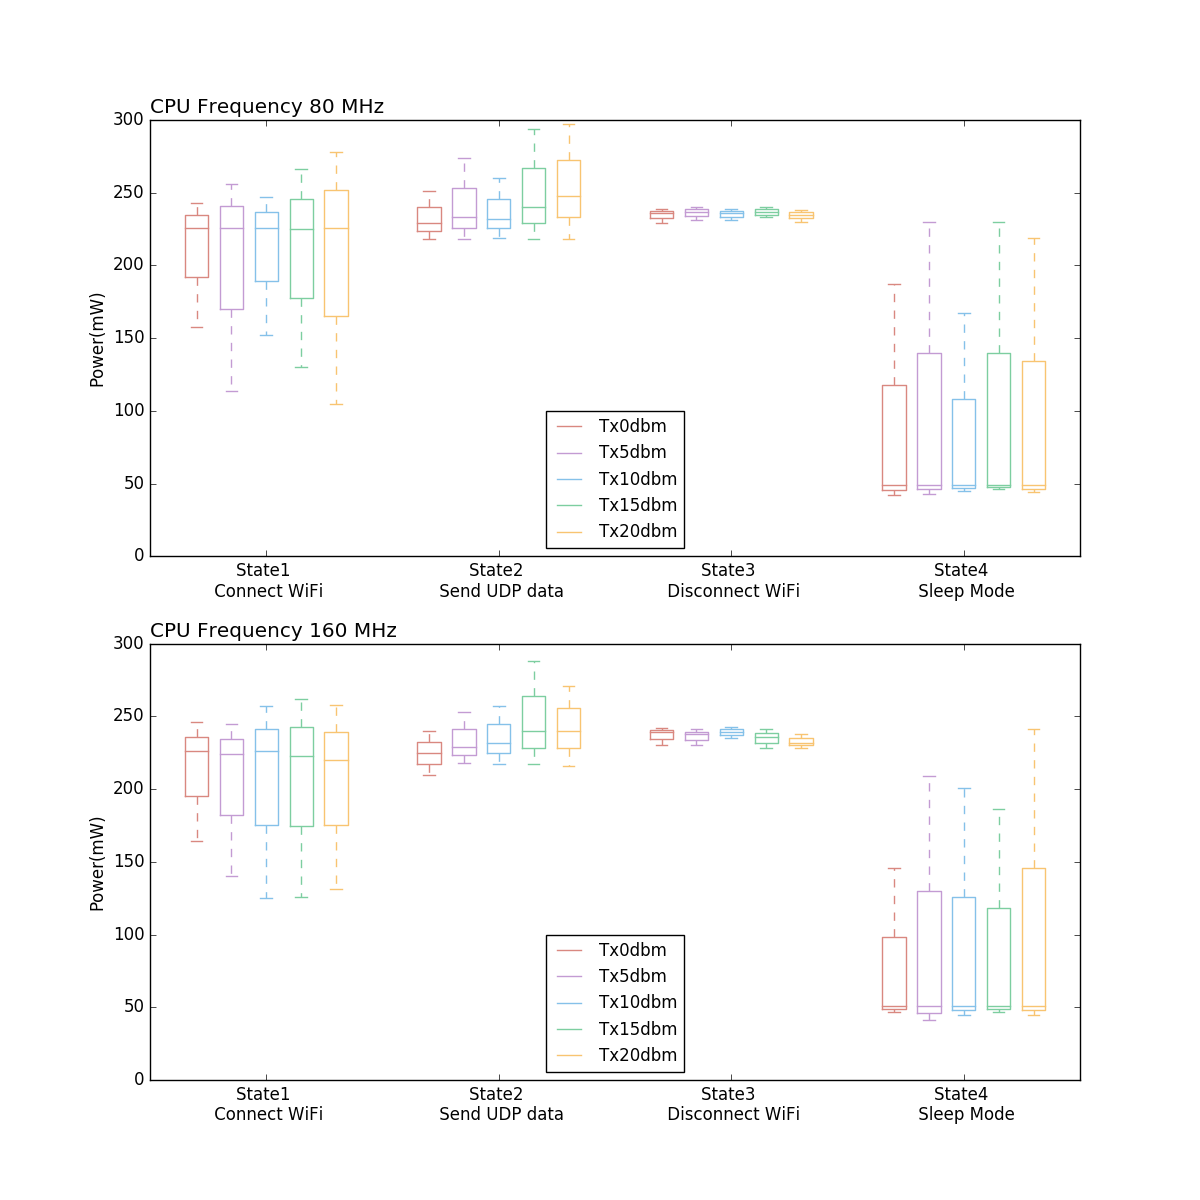 CPU Frequency 80 MHz
300
250
200
150
100
50
0
Power(mW)
Tx0dbm
Tx5dbm
Tx10dbm
Tx15dbm
Tx20dbm
State1 State2 State3 State4
Connect WiFi Send UDP data Disconnect WiFi Sleep Mode
CPU Frequency 160 MHz
300
250
200
150
100
50
0
Power(mW)
Tx0dbm
Tx5dbm
Tx10dbm
Tx15dbm
Tx20dbm
State1 State2 State3 State4
Connect WiFi Send UDP data Disconnect WiFi Sleep Mode